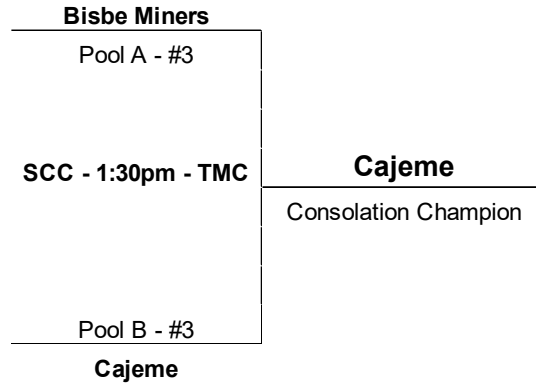 Bisbe Miners
Pool A - #3
SCC - 1:30pm - TMC
Cajeme
Consolation Champion
Pool B - #3
Cajeme